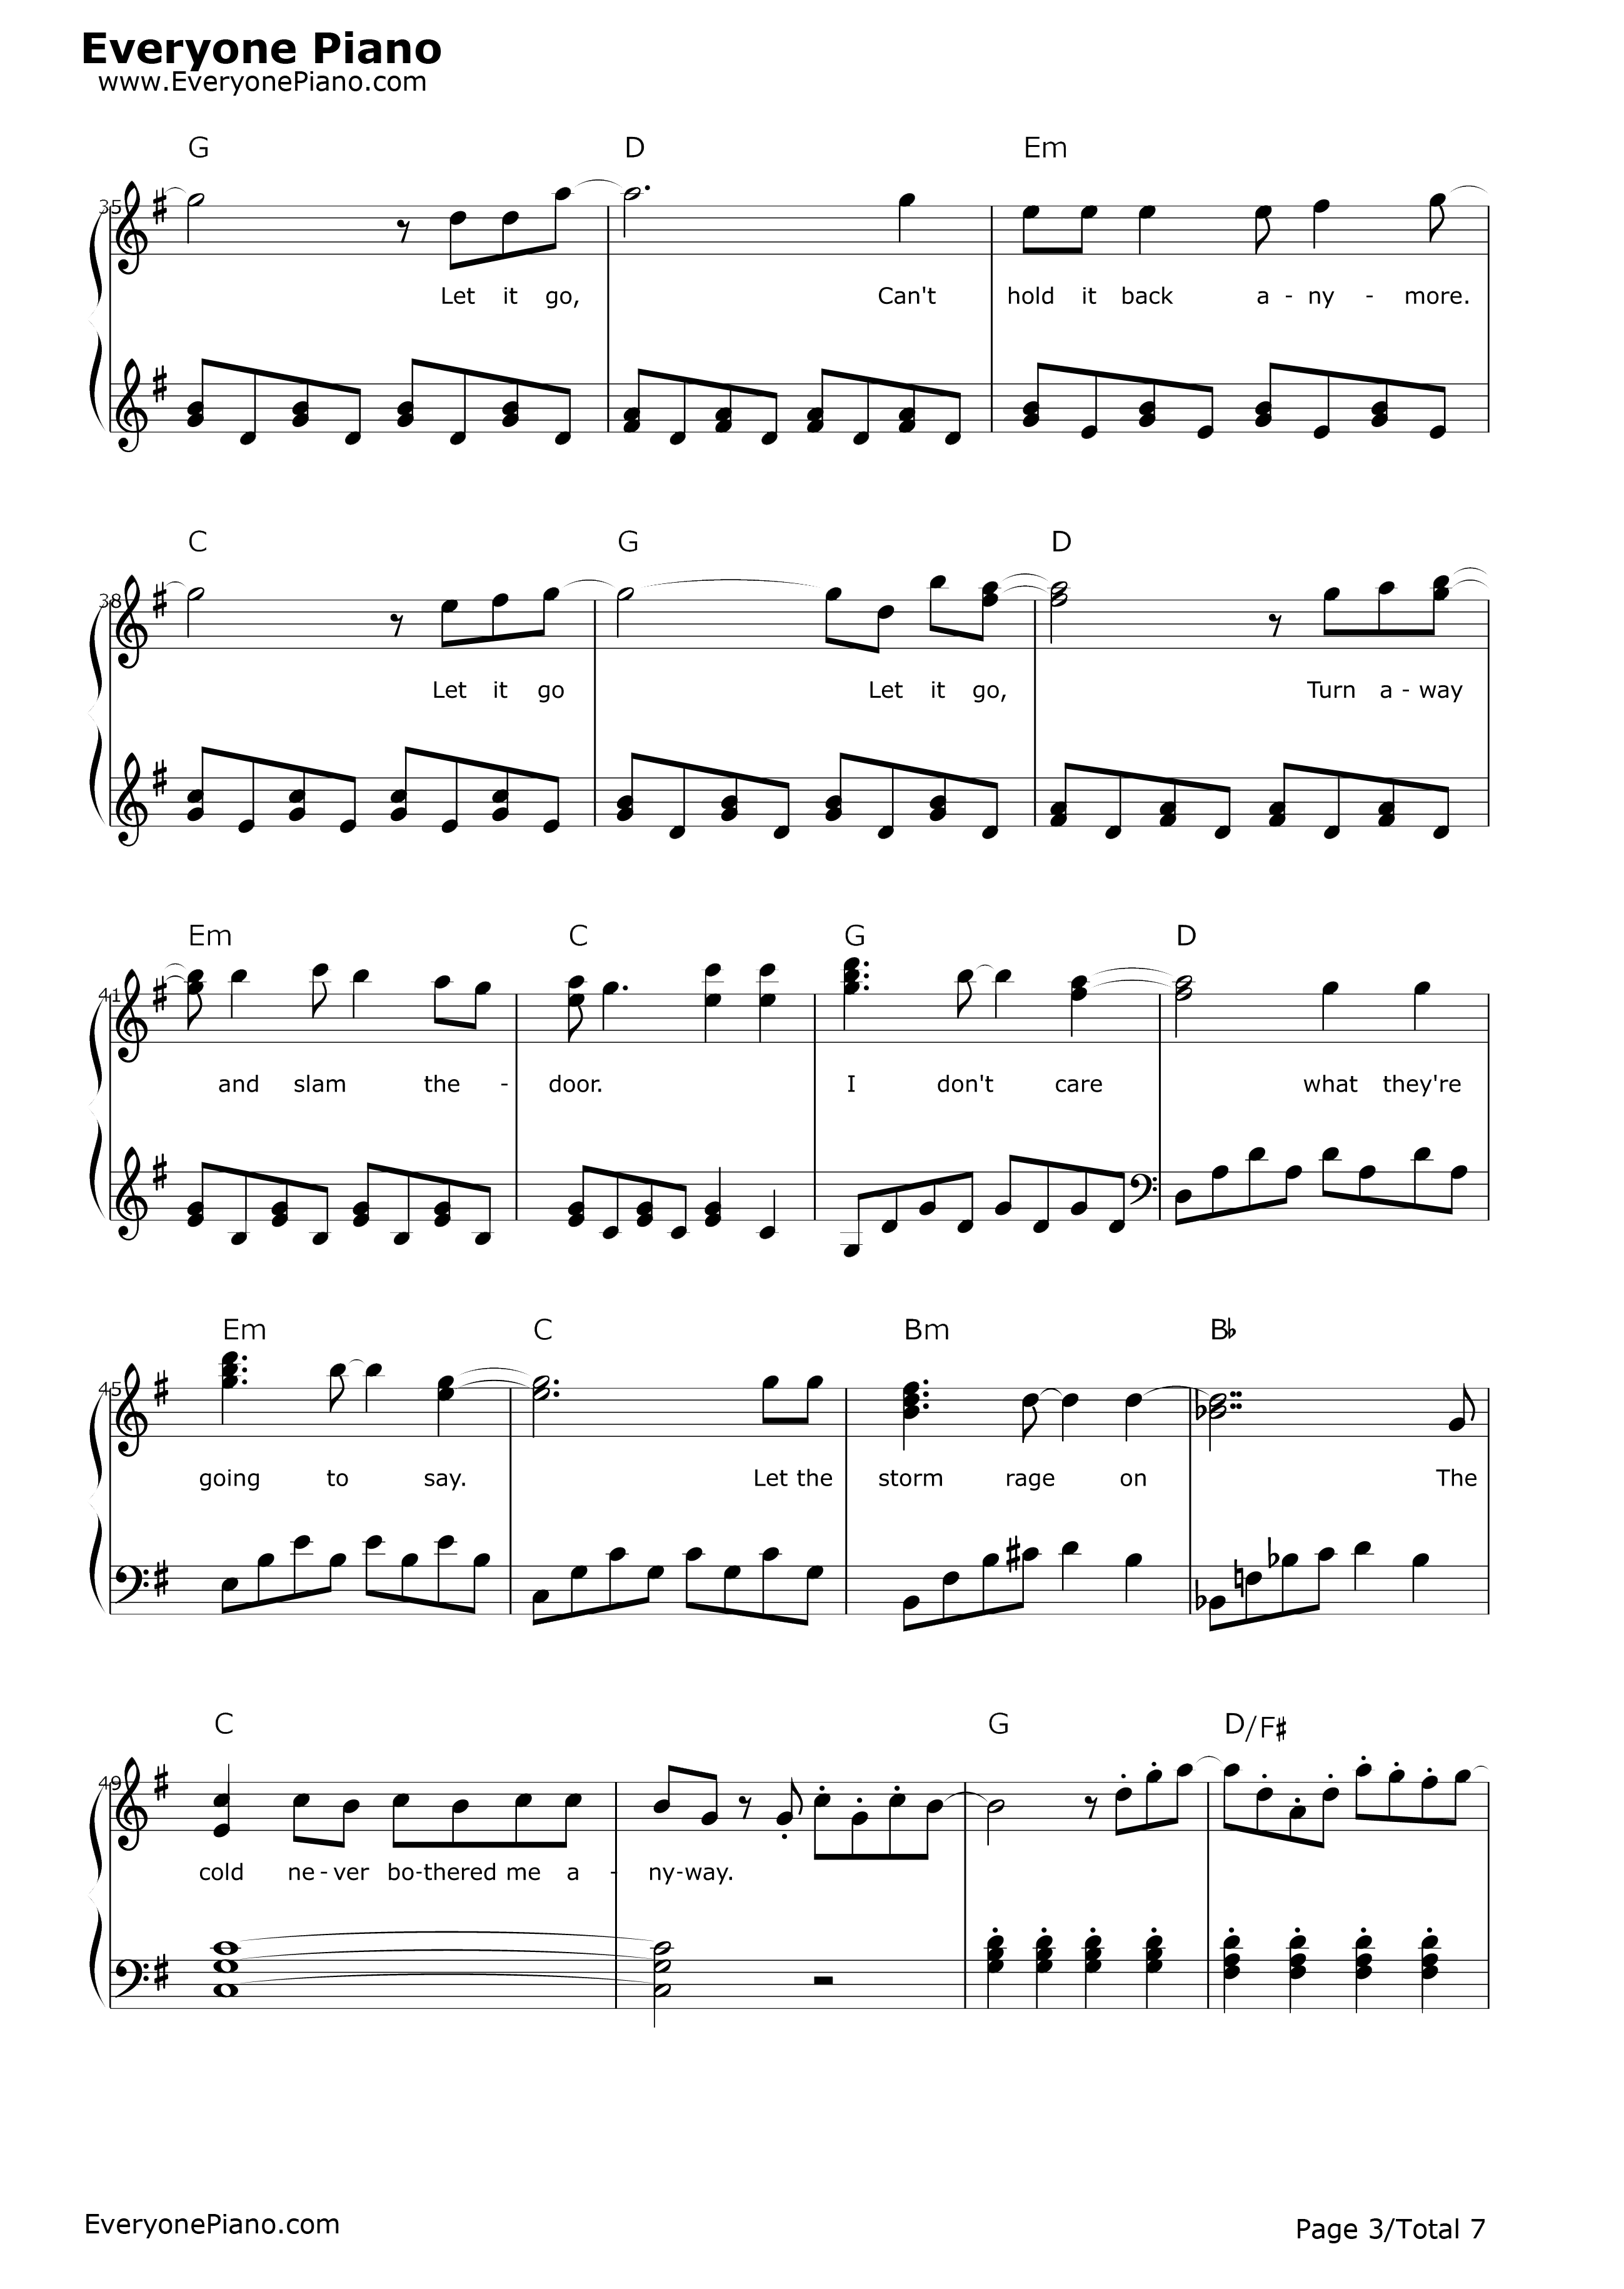 Everyone Piano
www.EveryonePiano.com
G D Em
35
Let it go, Can't hold it back a - ny - more.
C G D
38
Let it go Let it go, Turn a - way
Em C G D
41
and slam the - door. I don't care what they're
Em C Bm B♭
45
going to say. Let the storm rage on The
C G D/F♯
49
cold ne - ver bo-thered me a - ny-way.
EveryonePiano.com
Page 3/Total 7